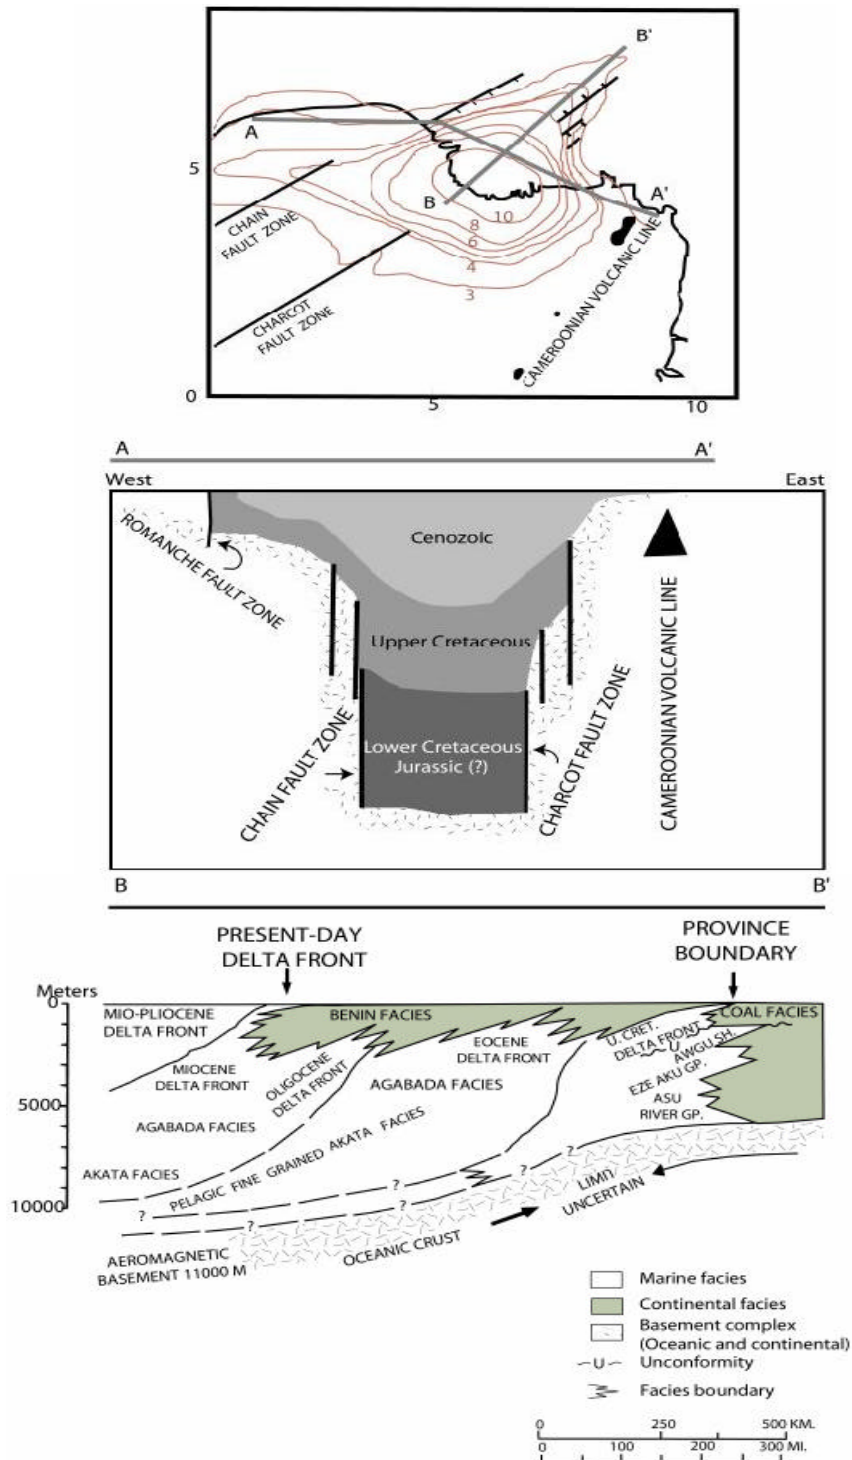 B'
A
5
B
A'
10
8
6
4
3
CHAIN
FAULT ZONE
CHARCOT
FAULT ZONE
CAMEROONIAN VOLCANIC LINE
0
5
10
A
A'
West
East
ROMANCHE FAULT ZONE
Cenozoic
Upper Cretaceous
Lower Cretaceous
Jurassic (?)
CHAIN FAULT ZONE
CHARCOT FAULT ZONE
CAMEROONIAN VOLCANIC LINE
B
B'
PRESENT-DAY
DELTA FRONT
PROVINCE
BOUNDARY
Meters
0
5000
10000
MIO-PLIOCENE
DELTA FRONT
BENIN FACIES
COAL FACIES
MIOCENE
DELTA FRONT
OLIGOCENE
DELTA FRONT
EOCENE
DELTA FRONT
U. CRET.
DELTA FRONT
U
AWGU SH.
EZE AKU GP.
ASU
RIVER GP.
AGABADA FACIES
AGABADA FACIES
AKATA FACIES
PELAGIC FINE GRAINED AKATA FACIES
?
?
?
?
?
LIMIT
UNCERTAIN
AEROMAGNETIC
BASEMENT 11000 M
OCEANIC CRUST
Marine facies
Continental facies
Basement complex
(Oceanic and continental)
U
Unconformity
Facies boundary
0 250 500 KM.
0 100 200 300 MI.